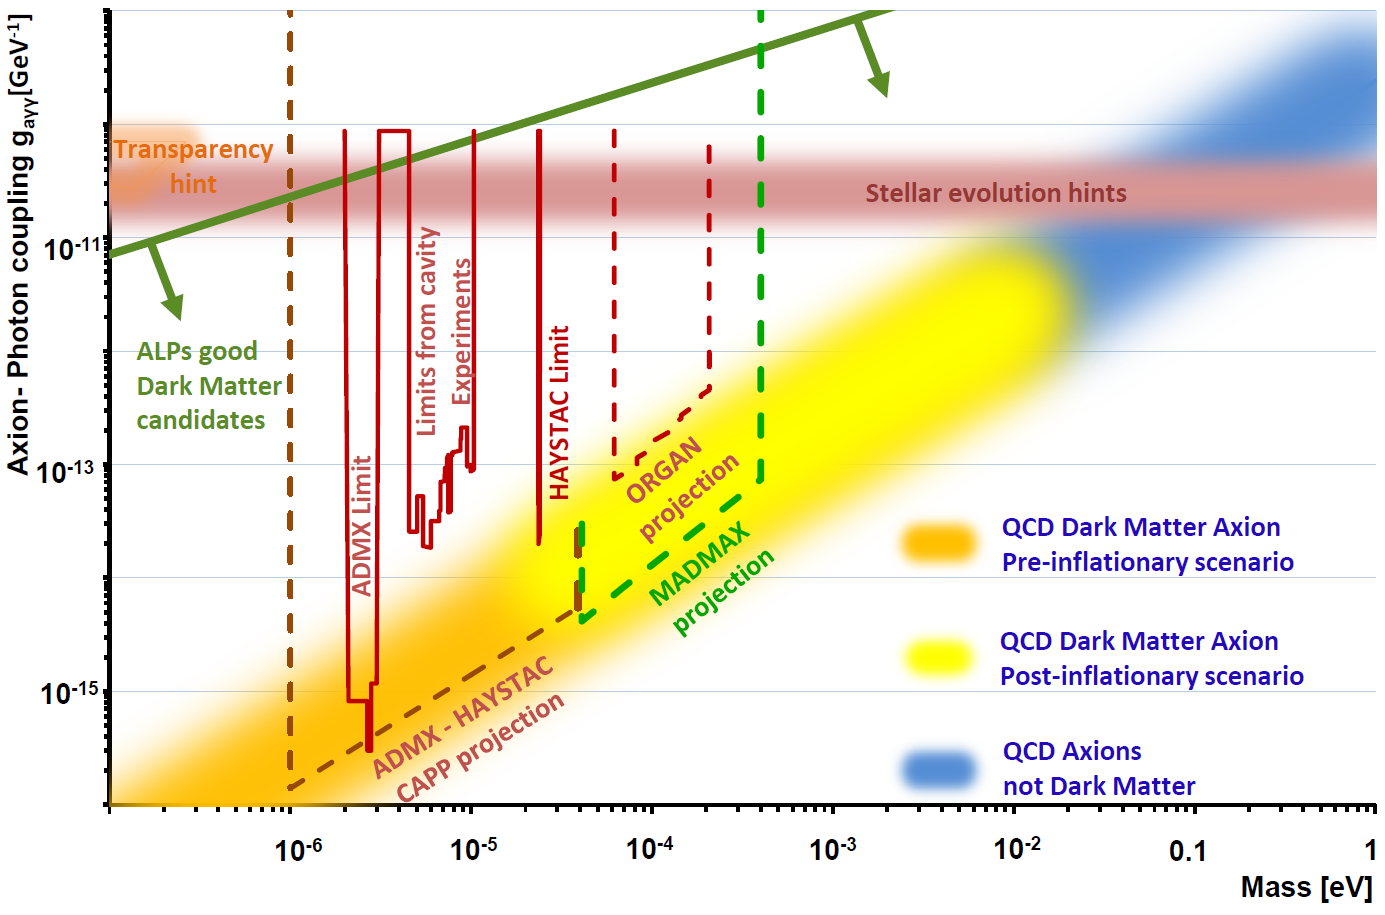 Axion- Photon coupling gaγγ[GeV-1]
10-11
10-13
10-15
Transparency
hint
Stellar evolution hints
ALPs good
Dark Matter
candidates
ADMX Limit
Limits from cavity
Experiments
HAYSTAC Limit
ORGAN
projection
MADMAX
projection
ADMX - HAYSTAC
CAPP projection
QCD Dark Matter Axion
Pre-inflationary scenario
QCD Dark Matter Axion
Post-inflationary scenario
QCD Axions
not Dark Matter
10-6
10-5
10-4
10-3
10-2
0.1
1
Mass [eV]